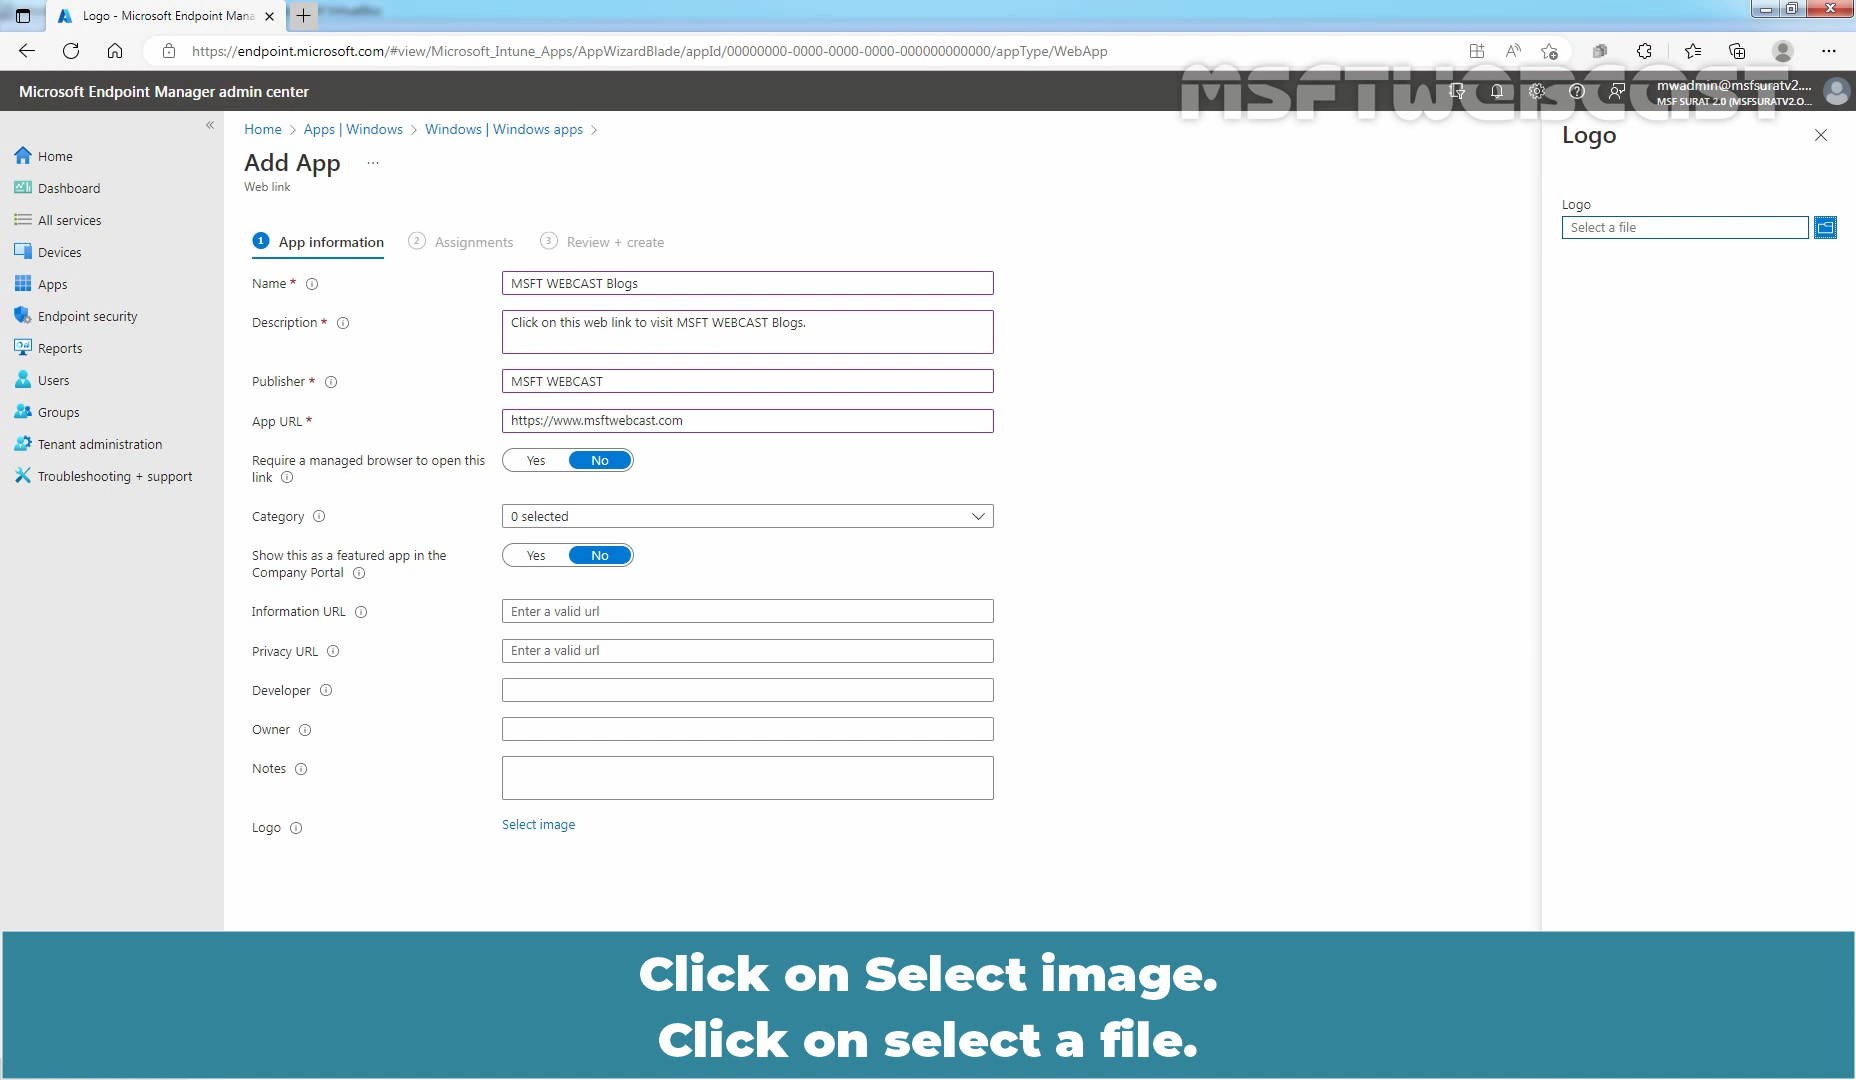 Logo - Microsoft Endpoint Mana
https://endpoint.microsoft.com/#view/Microsoft_Intune_Apps/AppWizardBlade/appId/00000000-0000-0000-0000-000000000000/appType/WebApp
MSFTWEBCAST
Microsoft Endpoint Manager admin center
mwadmin@msfsuratv2....
MSF SURAT 2.0 (MSFSURATV2.O...
Home > Apps | Windows > Windows | Windows apps >
Add App ...
Web link
Home
Dashboard
All services
Devices
Apps
Endpoint security
Reports
Users
Groups
Tenant administration
Troubleshooting + support
1 App information 2 Assignments 3 Review + create
Name * MSFT WEBCAST Blogs
Description * Click on this web link to visit MSFT WEBCAST Blogs.
Publisher * MSFT WEBCAST
App URL * https://www.msftwebcast.com
Require a managed browser to open this
link
Yes No
Category 0 selected
Show this as a featured app in the
Company Portal
Yes No
Information URL Enter a valid url
Privacy URL Enter a valid url
Developer
Owner
Notes
Logo Select image
Logo
Logo
Select a file
Click on Select image.
Click on select a file.